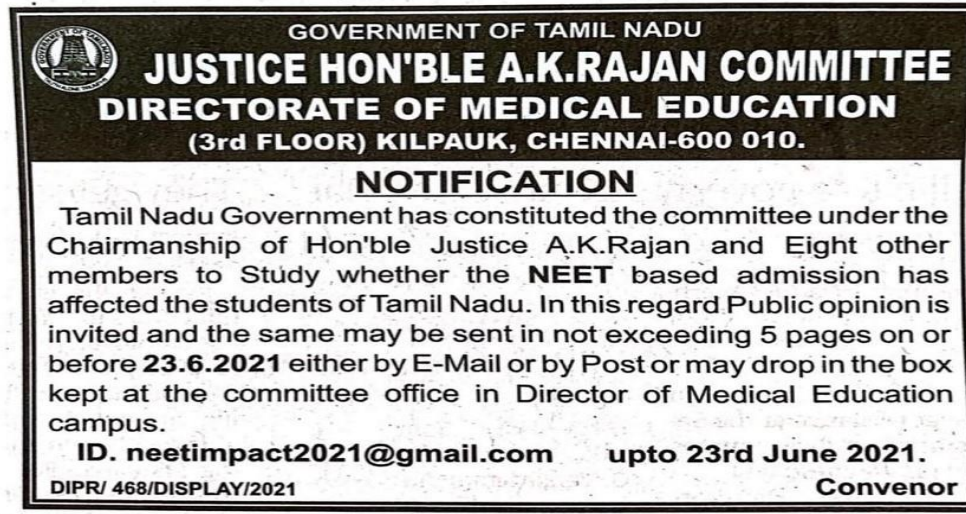 GOVERNMENT OF TAMIL NADU
JUSTICE HON'BLE A.K.RAJAN COMMITTEE
DIRECTORATE OF MEDICAL EDUCATION
(3rd FLOOR) KILPAUK, CHENNAI-600 010.
NOTIFICATION
Tamil Nadu Government has constituted the committee under the
Chairmanship of Hon'ble Justice A.K.Rajan and Eight other
members to Study whether the NEET based admission has
affected the students of Tamil Nadu. In this regard Public opinion is
invited and the same may be sent in not exceeding 5 pages on or
before 23.6.2021 either by E-Mail or by Post or may drop in the box
kept at the committee office in Director of Medical Education
campus.
ID. neetimpact2021@gmail.com upto 23rd June 2021.
DIPR/ 468/DISPLAY/2021 Convenor